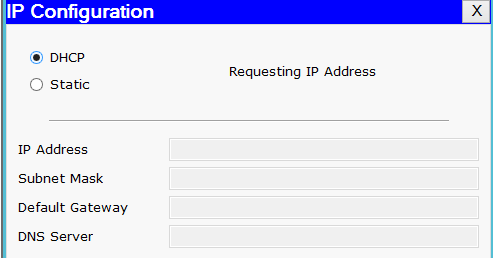 IP Configuration X
DHCP
Requesting IP Address
Static
IP Address
Subnet Mask
Default Gateway
DNS Server